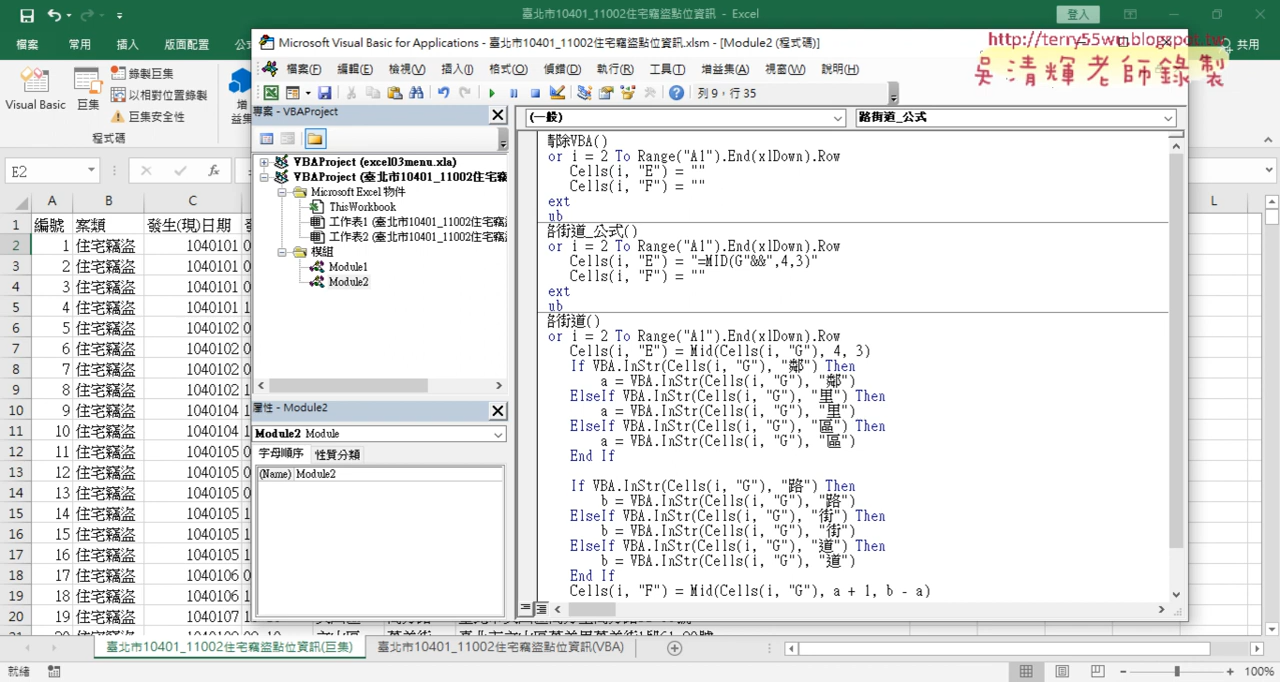 臺北市10401_11002住宅竊盜點位資訊 - Excel
登入
檔案 常用 插入 版面配置 共用
http://terry55wu.blogspot.tw
吳清輝老師錄製
Visual Basic 巨集 錄製巨集 以相對位置錄製 巨集安全性
程式碼
E2
Microsoft Visual Basic for Applications - 臺北市10401_11002住宅竊盜點位資訊.xlsm - [Module2 (程式碼)]
檔案(F) 編輯(E) 檢視(V) 插入(I) 格式(O) 偵錯(D) 執行(R) 工具(T) 增益集(A) 視窗(W) 說明(H)
列 9，行 35
專案 - VBAProject
VBAProject (excel03menu.xla)
VBAProject (臺北市10401_11002住宅
Microsoft Excel 物件
ThisWorkbook
工作表1 (臺北市10401_11002住宅竊
工作表2 (臺北市10401_11002住宅竊
模組
Module1
Module2
屬性 - Module2
Module2 Module
字母順序 性質分類
(Name) Module2
(一般) 路街道_公式
清除VBA()
or i = 2 To Range("A1").End(xlDown).Row
Cells(i, "E") = ""
Cells(i, "F") = ""
ext
ub
路街道_公式()
or i = 2 To Range("A1").End(xlDown).Row
Cells(i, "E") = "=MID(G"&&",4,3)"
Cells(i, "F") = ""
ext
ub
路街道()
or i = 2 To Range("A1").End(xlDown).Row
Cells(i, "E") = Mid(Cells(i, "G"), 4, 3)
If VBA.InStr(Cells(i, "G"), "鄰") Then
a = VBA.InStr(Cells(i, "G"), "鄰")
ElseIf VBA.InStr(Cells(i, "G"), "里") Then
a = VBA.InStr(Cells(i, "G"), "里")
ElseIf VBA.InStr(Cells(i, "G"), "區") Then
a = VBA.InStr(Cells(i, "G"), "區")
End If
If VBA.InStr(Cells(i, "G"), "路") Then
b = VBA.InStr(Cells(i, "G"), "路")
ElseIf VBA.InStr(Cells(i, "G"), "街") Then
b = VBA.InStr(Cells(i, "G"), "街")
ElseIf VBA.InStr(Cells(i, "G"), "道") Then
b = VBA.InStr(Cells(i, "G"), "道")
End If
Cells(i, "F") = Mid(Cells(i, "G"), a + 1, b - a)
A B C L
1 編號 案類 發生(現)日期
2 1 住宅竊盜 1040101 0
3 2 住宅竊盜 1040101 0
4 3 住宅竊盜 1040101 0
5 4 住宅竊盜 1040101 1
6 5 住宅竊盜 1040102 0
7 6 住宅竊盜 1040102 0
8 7 住宅竊盜 1040102 0
9 8 住宅竊盜 1040102 1
10 9 住宅竊盜 1040104 1
11 10 住宅竊盜 1040104 1
12 11 住宅竊盜 1040105 0
13 12 住宅竊盜 1040105 0
14 13 住宅竊盜 1040105 0
15 14 住宅竊盜 1040105 1
16 15 住宅竊盜 1040105 1
17 16 住宅竊盜 1040105 1
18 17 住宅竊盜 1040106 0
19 18 住宅竊盜 1040106 1
20 19 住宅竊盜 1040107 1
臺北市10401_11002住宅竊盜點位資訊(巨集) 臺北市10401_11002住宅竊盜點位資訊(VBA)
就緒 100%